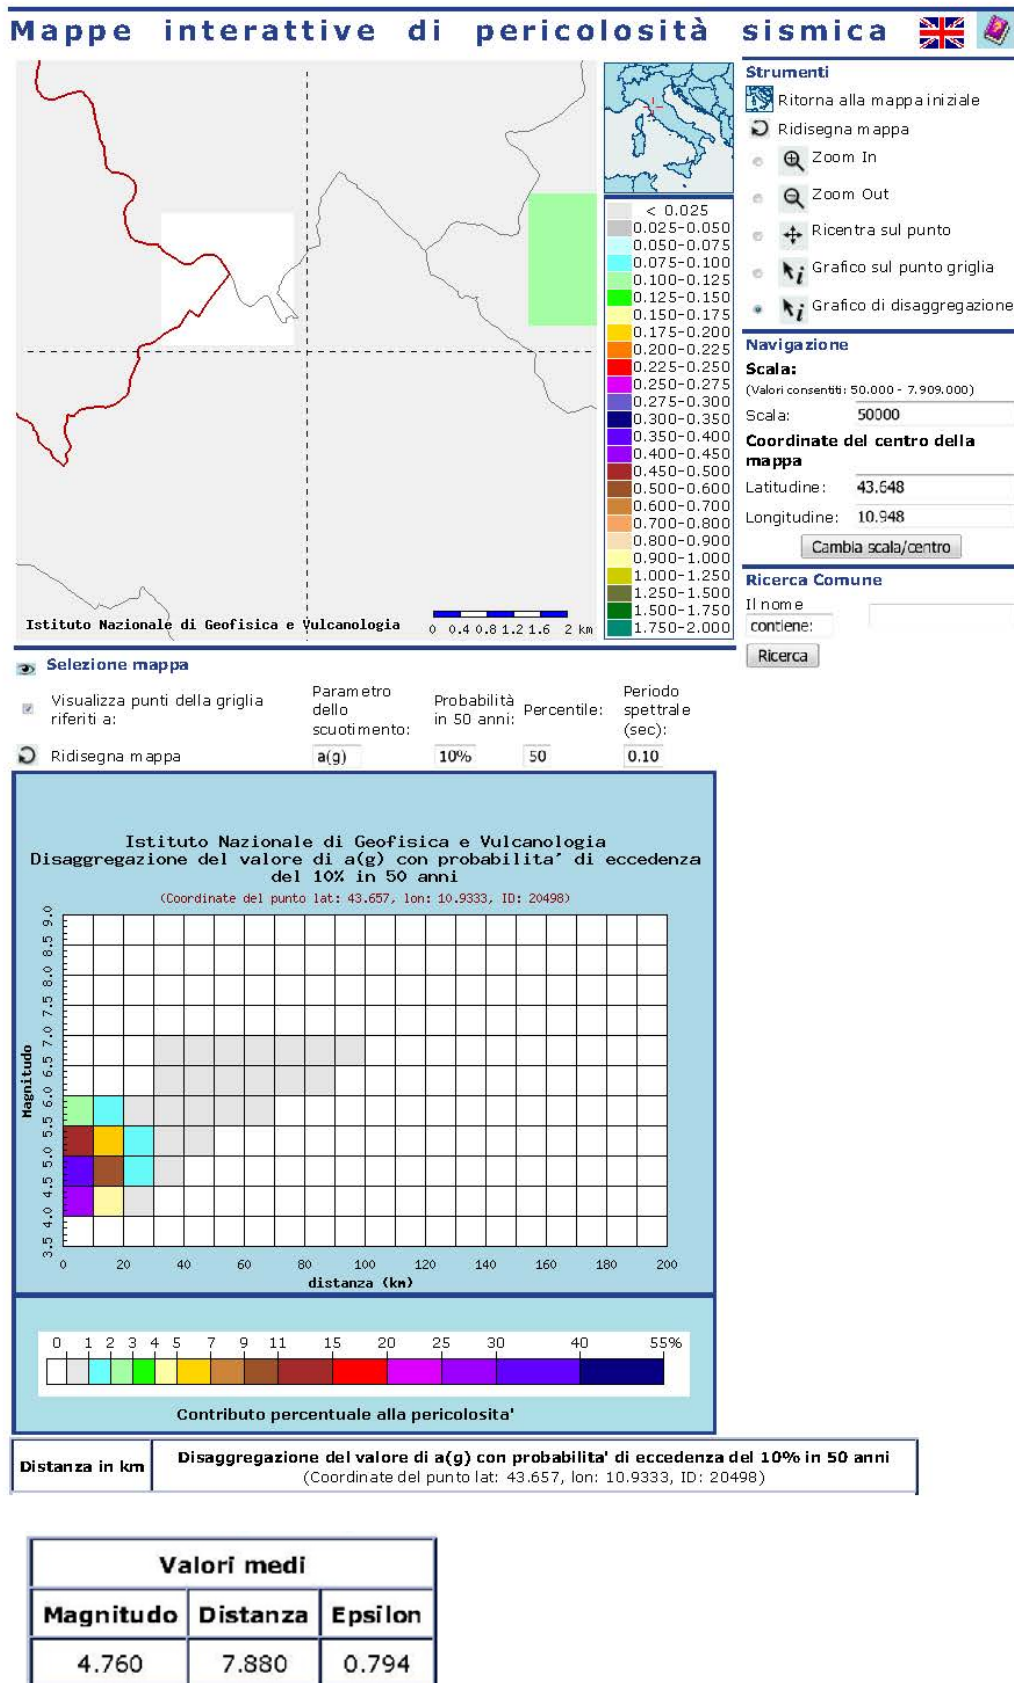 Mappe interattive di pericolosità sismica
Istituto Nazionale di Geofisica e Vulcanologia
0 0.4 0.8 1.2 1.6 2 km
< 0.025
0.025-0.050
0.050-0.075
0.075-0.100
0.100-0.125
0.125-0.150
0.150-0.175
0.175-0.200
0.200-0.225
0.225-0.250
0.250-0.275
0.275-0.300
0.300-0.350
0.350-0.400
0.400-0.450
0.450-0.500
0.500-0.600
0.600-0.700
0.700-0.800
0.800-0.900
0.900-1.000
1.000-1.250
1.250-1.500
1.500-1.750
1.750-2.000
Strumenti
Ritorna alla mappa iniziale
Ridisegna mappa
Zoom In
Zoom Out
Ricentra sul punto
Grafico sul punto griglia
Grafico di disaggregazione
Navigazione
Scala:
(Valori consentiti: 50.000 - 7.909.000)
Scala: 50000
Coordinate del centro della
mappa
Latitudine: 43.648
Longitudine: 10.948
Cambia scala/centro
Ricerca Comune
Il nome
contiene:
Ricerca
Selezione mappa
Visualizza punti della griglia
riferiti a:
Parametro
dello
scuotimento:
Probabilità
in 50 anni:
Percentile:
Periodo
spettrale
(sec):
Ridisegna mappa a(g) 10% 50 0.10
Istituto Nazionale di Geofisica e Vulcanologia
Disaggregazione del valore di a(g) con probabilita' di eccedenza
del 10% in 50 anni
(Coordinate del punto lat: 43.657, lon: 10.9333, ID: 20498)
Magnitudo
9.0
8.5
8.0
7.5
7.0
6.5
6.0
5.5
5.0
4.5
4.0
3.5
0 20 40 60 80 100 120 140 160 180 200
distanza (km)
0 1 2 3 4 5 7 9 11 15 20 25 30 40 55%
Contributo percentuale alla pericolosita'
Distanza in km
Disaggregazione del valore di a(g) con probabilita' di eccedenza del 10% in 50 anni
(Coordinate del punto lat: 43.657, lon: 10.9333, ID: 20498)
Valori medi
Magnitudo Distanza Epsilon
4.760 7.880 0.794